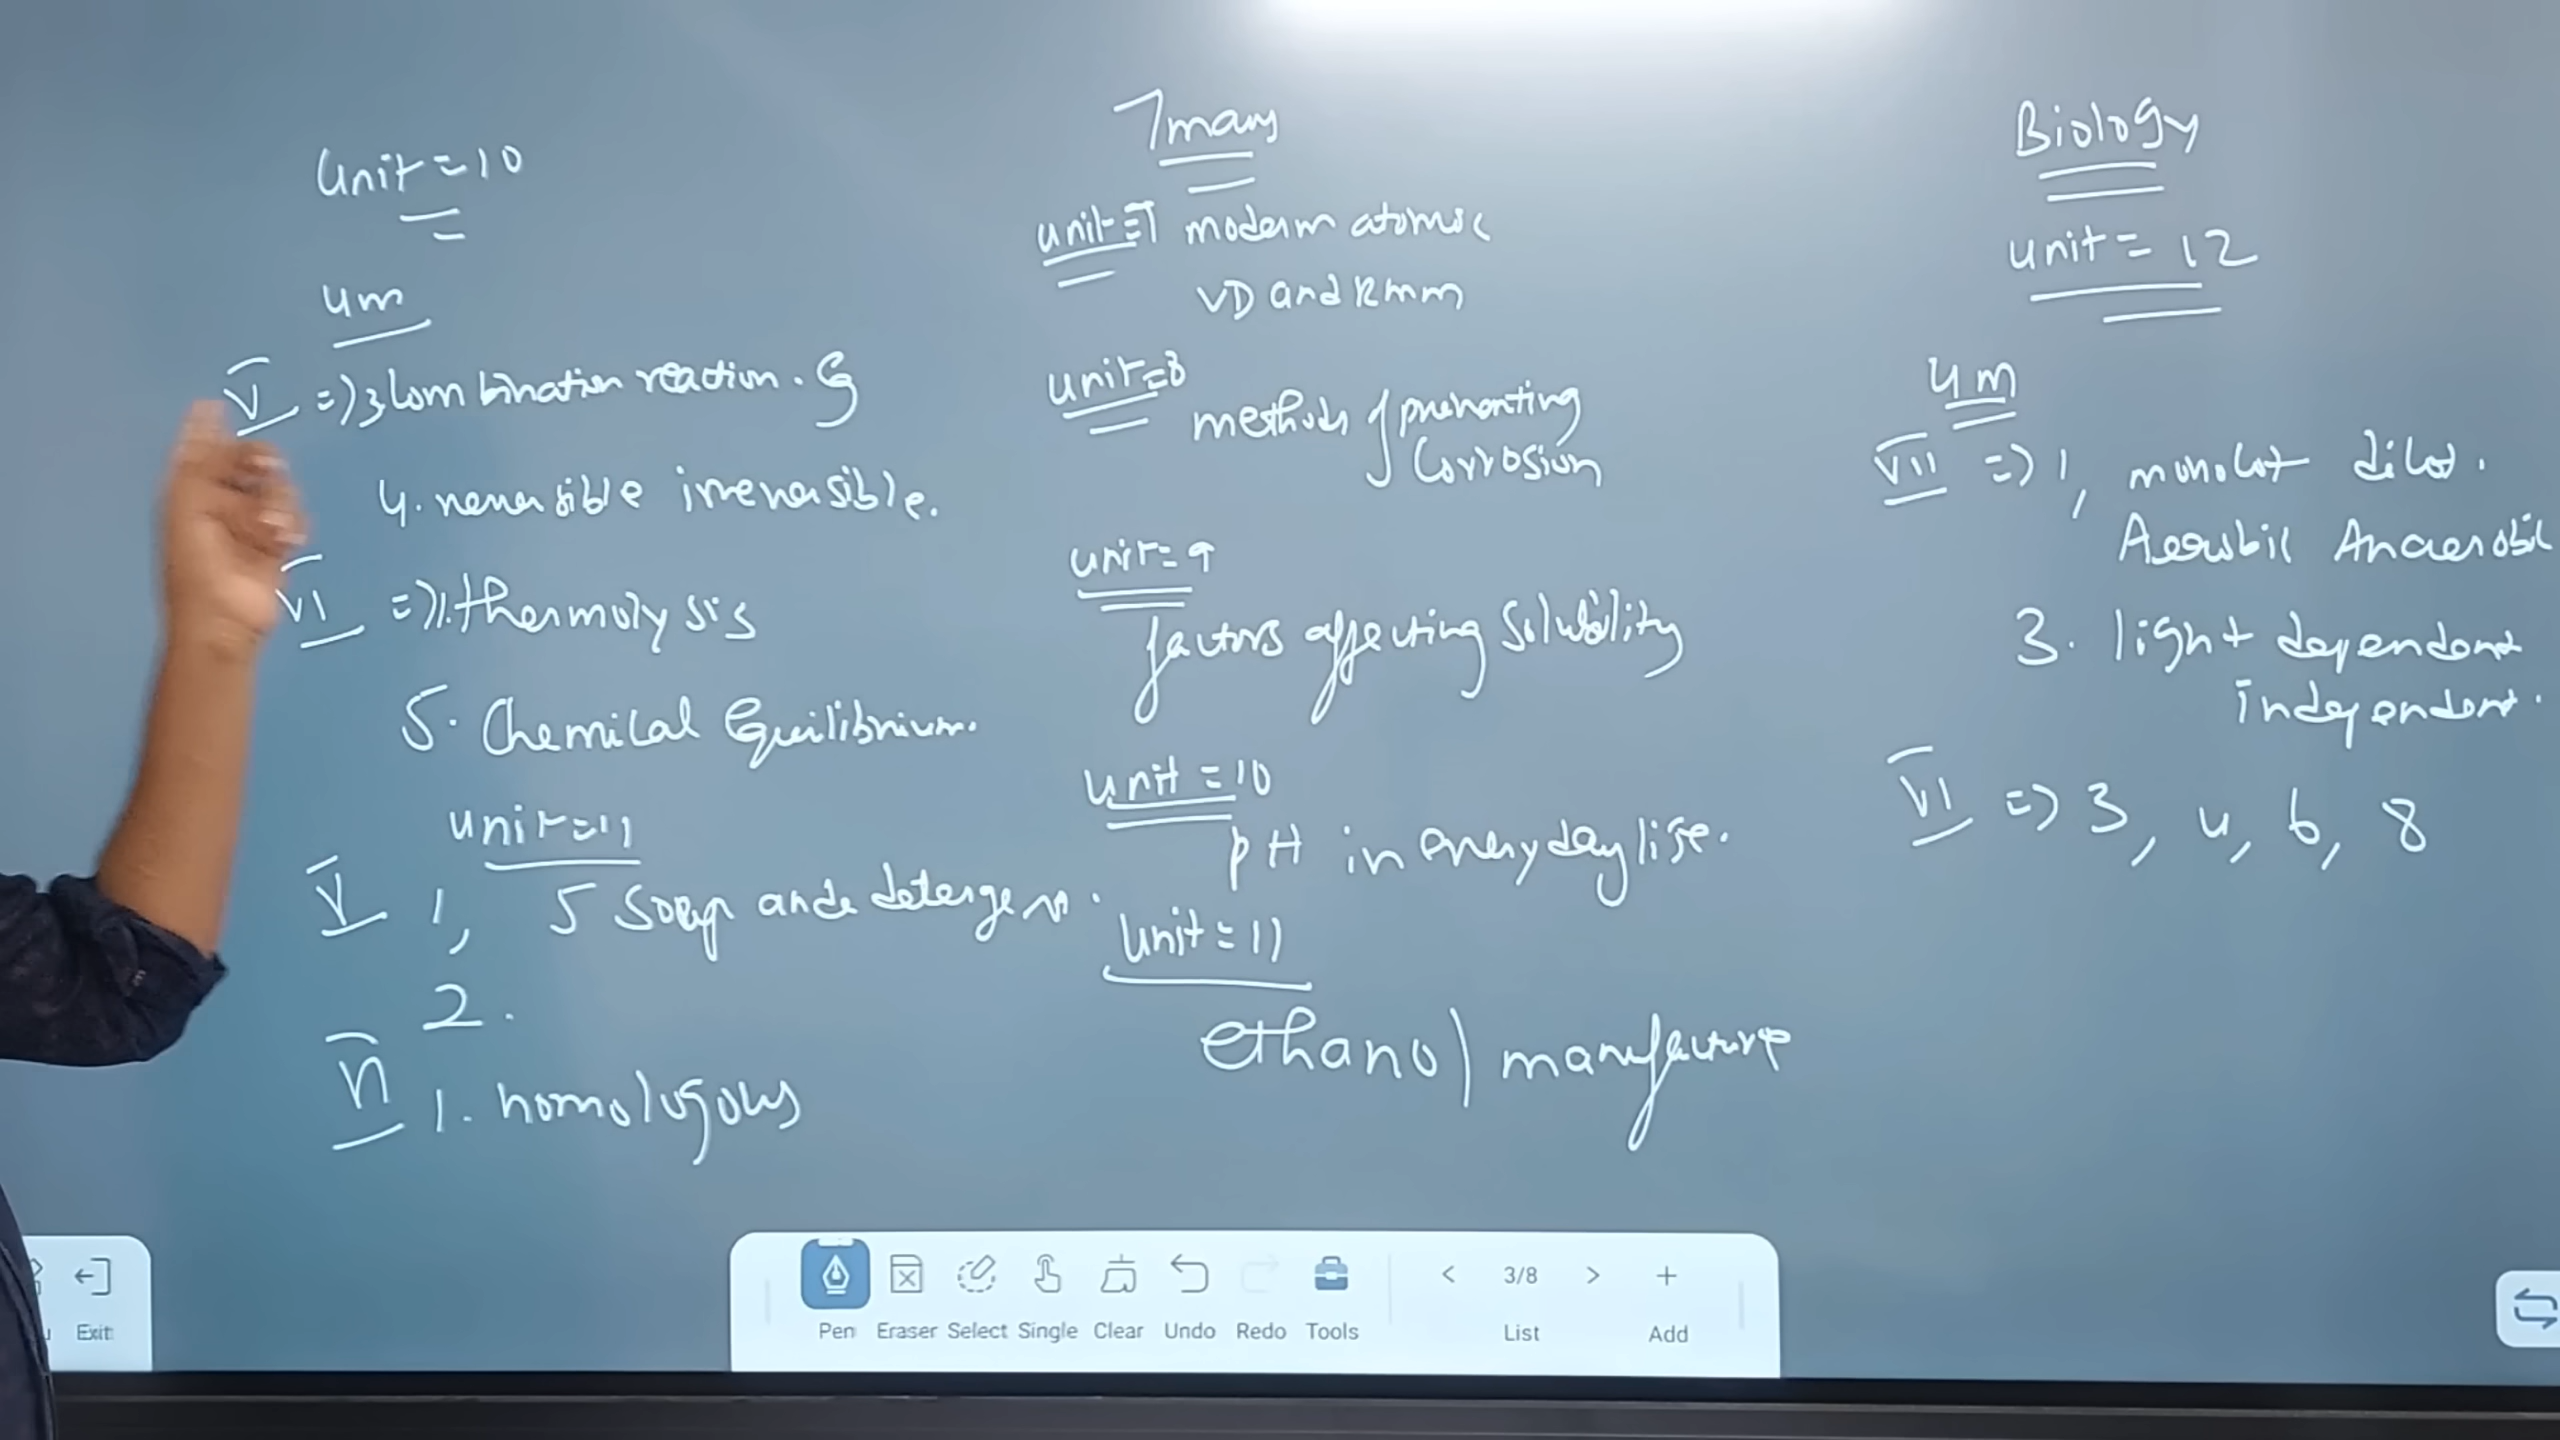 Unit = 10
4m
V => 3 combination reaction. Eg
4. reversible irreversible.
VI => 1. thermolysis
5. Chemical Equilibrium.
unit = 11
V 1, 5 Soap and detergen.
2.
VI 1. homologous
7 mark
unit = 7 modern atomic
VD and RMM
unit = 8
methods of preventing
Corrosion
unit = 9
factors affecting Solubility
unit = 10
pH in everyday life.
Unit = 11
ethanol manufacture
Biology
unit = 12
4m
VII => 1, monocot dicot.
Aerobic Anaerobic
3. light dependent
independent.
VI => 3, 4, 6, 8
Exit
Pen Eraser Select Single Clear Undo Redo Tools
< 3/8 > +
List Add